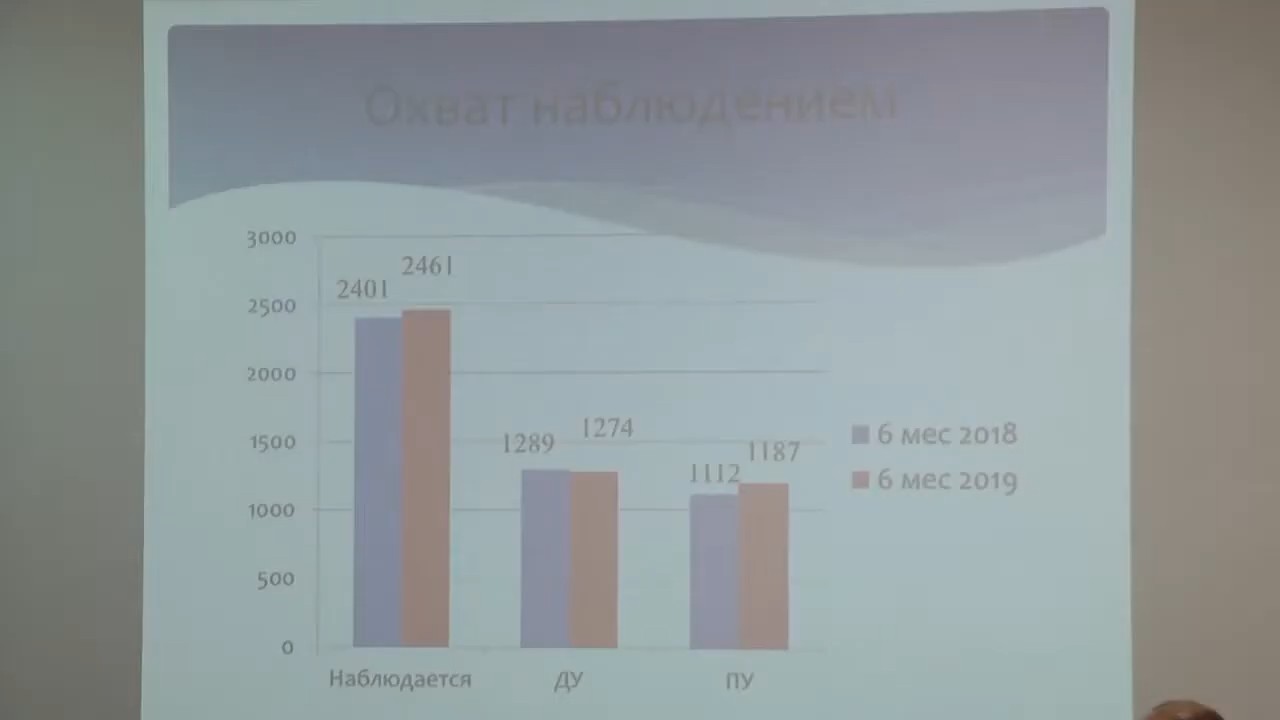 Охват наблюдением
3000
2500
2000
1500
1000
500
0
2401
2461
1289
1274
1112
1187
Наблюдается
ДУ
ПУ
6 мес 2018
6 мес 2019